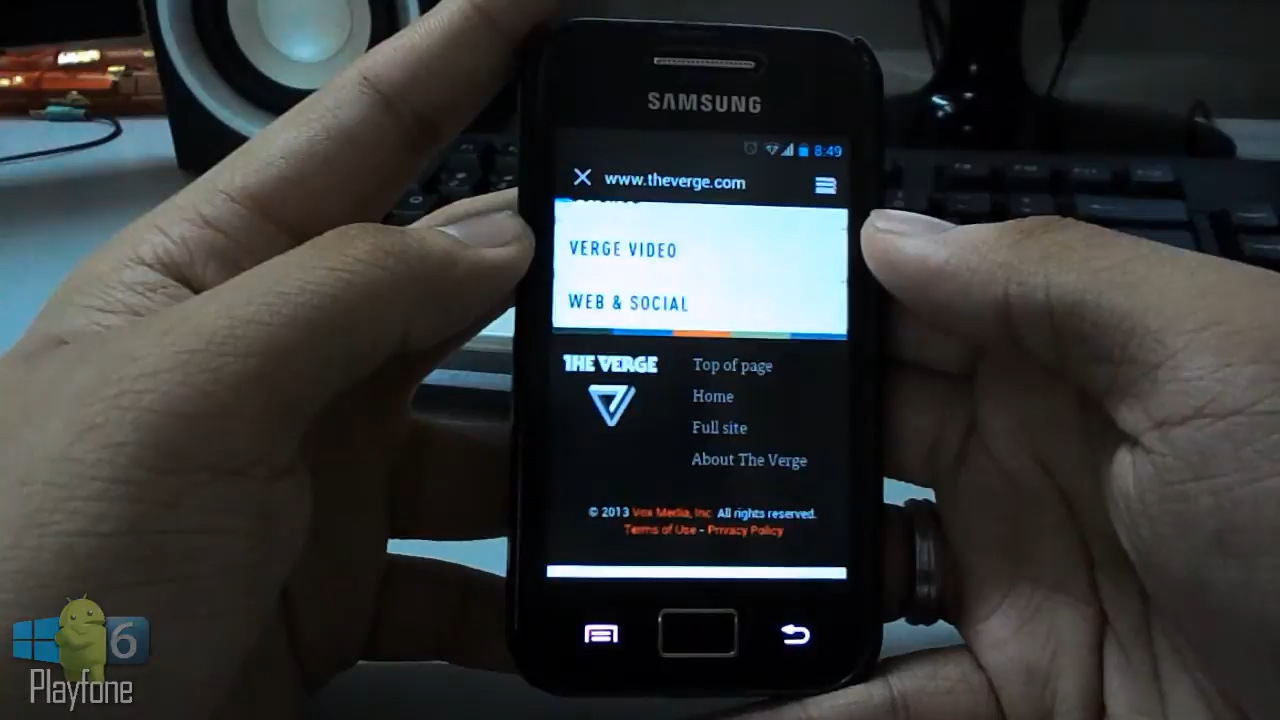 SAMSUNG
8:49
www.theverge.com
VERGE VIDEO
WEB & SOCIAL
THE VERGE
Top of page
Home
Full site
About The Verge
© 2013 Vox Media, Inc. All rights reserved.
Terms of Use - Privacy Policy
6
Playfone